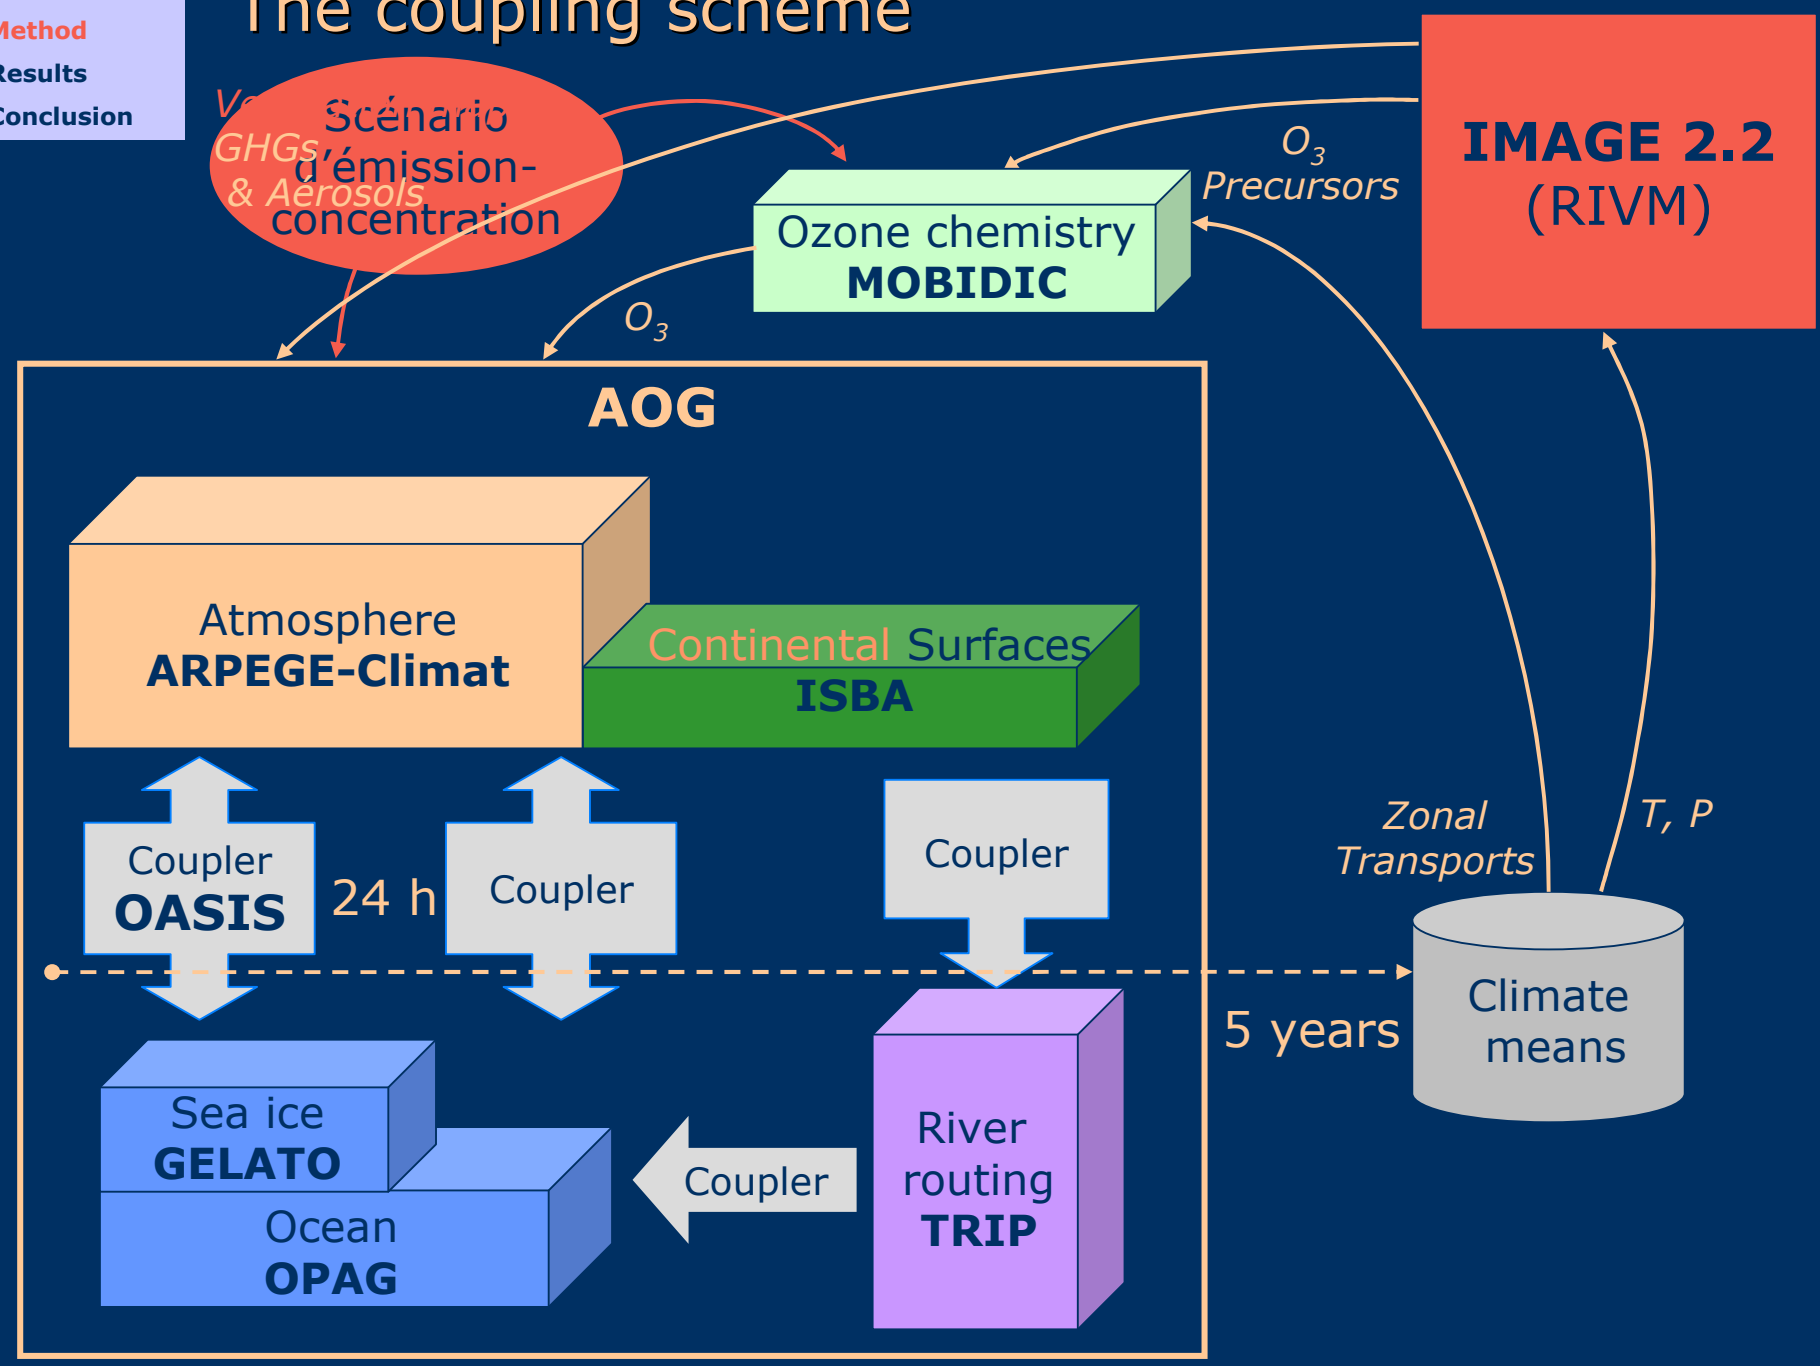 The coupling scheme
Method
Results
Conclusion
Scénario
d’émission-
concentration
GHGs
& Aérosols
O3
Precursors
IMAGE 2.2
(RIVM)
Ozone chemistry
MOBIDIC
O3
AOG
Atmosphere
ARPEGE-Climat
Continental Surfaces
ISBA
Coupler
OASIS
24 h
Coupler
Coupler
Zonal
Transports
T, P
Climate
means
5 years
Sea ice
GELATO
Ocean
OPAG
Coupler
River
routing
TRIP